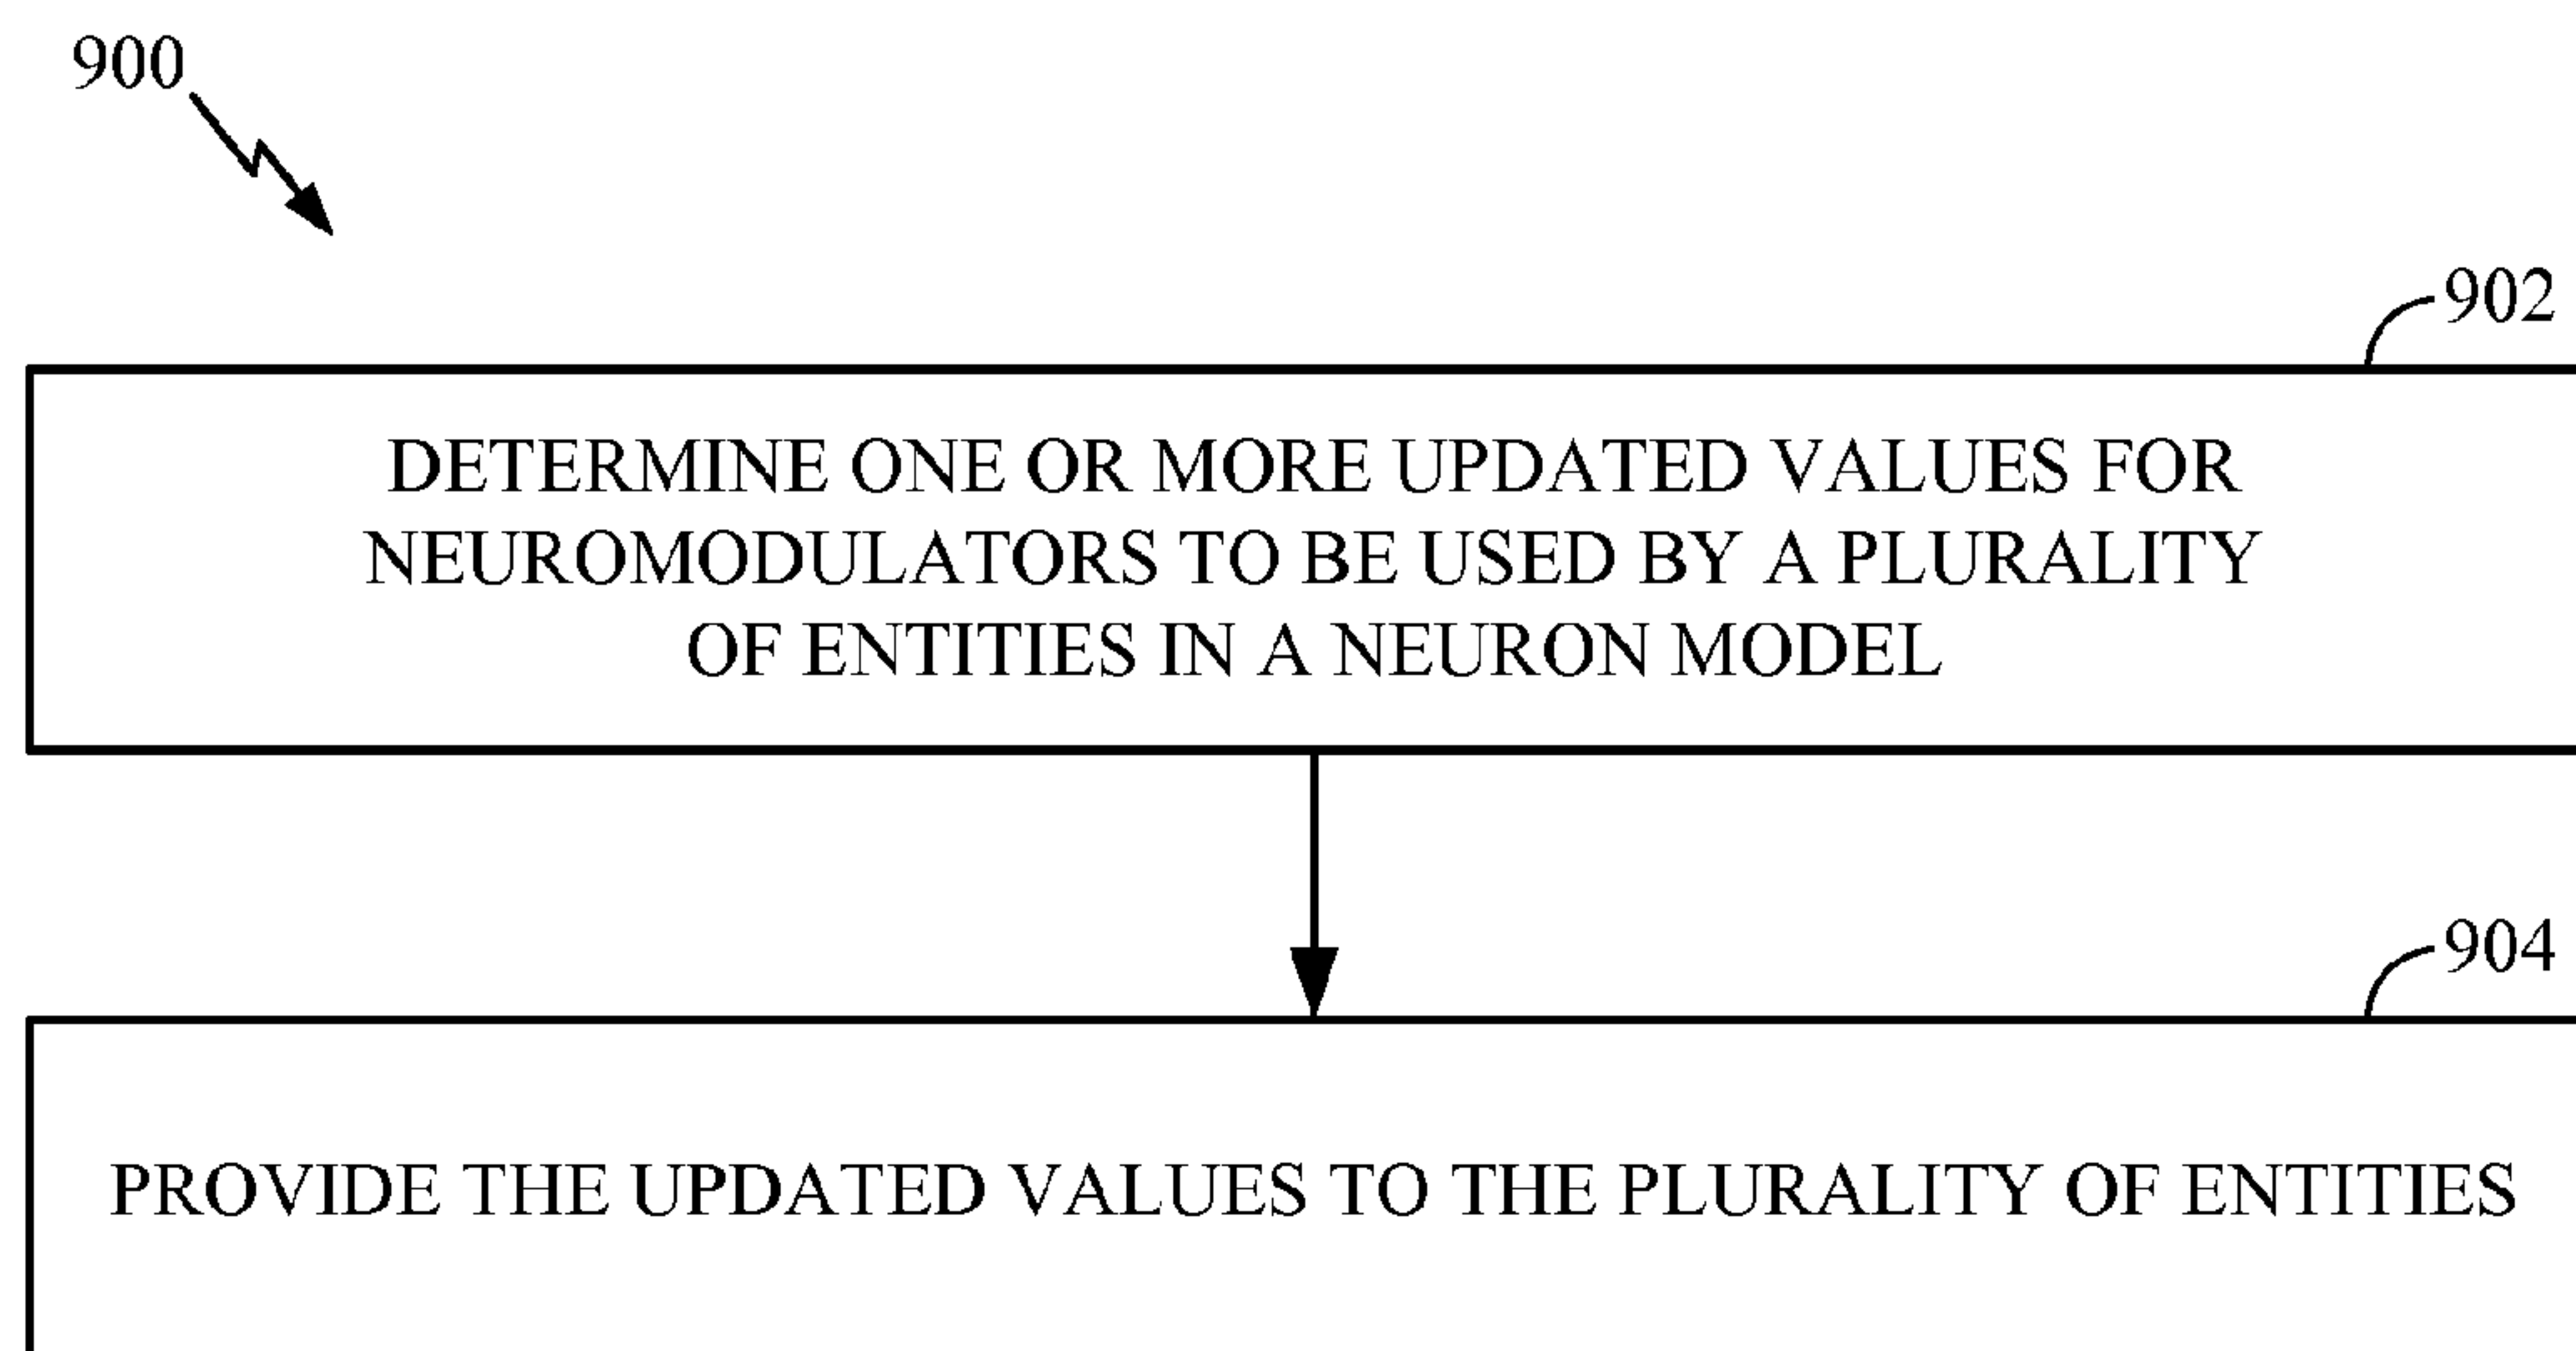 900
902
DETERMINE ONE OR MORE UPDATED VALUES FOR
NEUROMODULATORS TO BE USED BY A PLURALITY
OF ENTITIES IN A NEURON MODEL
904
PROVIDE THE UPDATED VALUES TO THE PLURALITY OF ENTITIES